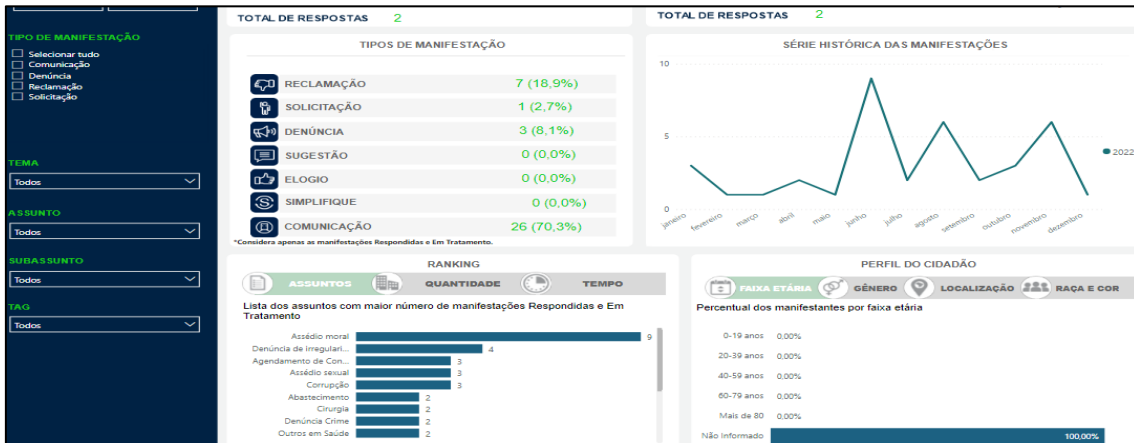 TIPO DE MANIFESTAÇÃO
Selecionar tudo
Comunicação
Denúncia
Reclamação
Solicitação
TEMA
Todos
ASSUNTO
Todos
SUBASSUNTO
Todos
TAG
Todos
TOTAL DE RESPOSTAS 2
TOTAL DE RESPOSTAS 2
TIPOS DE MANIFESTAÇÃO
RECLAMAÇÃO 7 (18,9%)
SOLICITAÇÃO 1 (2,7%)
DENÚNCIA 3 (8,1%)
SUGESTÃO 0 (0,0%)
ELOGIO 0 (0,0%)
SIMPLIFIQUE 0 (0,0%)
COMUNICAÇÃO 26 (70,3%)
*Considera apenas as manifestações Respondidas e Em Tratamento.
SÉRIE HISTÓRICA DAS MANIFESTAÇÕES
10
5
0
janeiro fevereiro março abril maio junho julho agosto setembro outubro novembro dezembro
2022
RANKING
ASSUNTOS QUANTIDADE TEMPO
Lista dos assuntos com maior número de manifestações Respondidas e Em
Tratamento
Assédio moral 9
Denúncia de irregulari... 4
Agendamento de Con... 3
Assédio sexual 3
Corrupção 3
Abastecimento 2
Cirurgia 2
Denúncia Crime 2
Outros em Saúde 2
PERFIL DO CIDADÃO
FAIXA ETÁRIA GÊNERO LOCALIZAÇÃO RAÇA E COR
Percentual dos manifestantes por faixa etária
0-19 anos 0,00%
20-39 anos 0,00%
40-59 anos 0,00%
60-79 anos 0,00%
Mais de 80 0,00%
Não Informado 100,00%